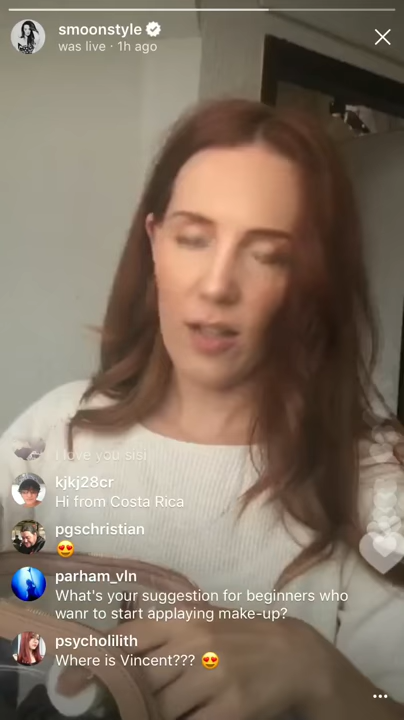 smoonstyle
was live · 1h ago
i love you sisi
kjkj28cr
Hi from Costa Rica
pgschristian
😍
parham_vln
What's your suggestion for beginners who
wanr to start applaying make-up?
psycholilith
Where is Vincent??? 😍